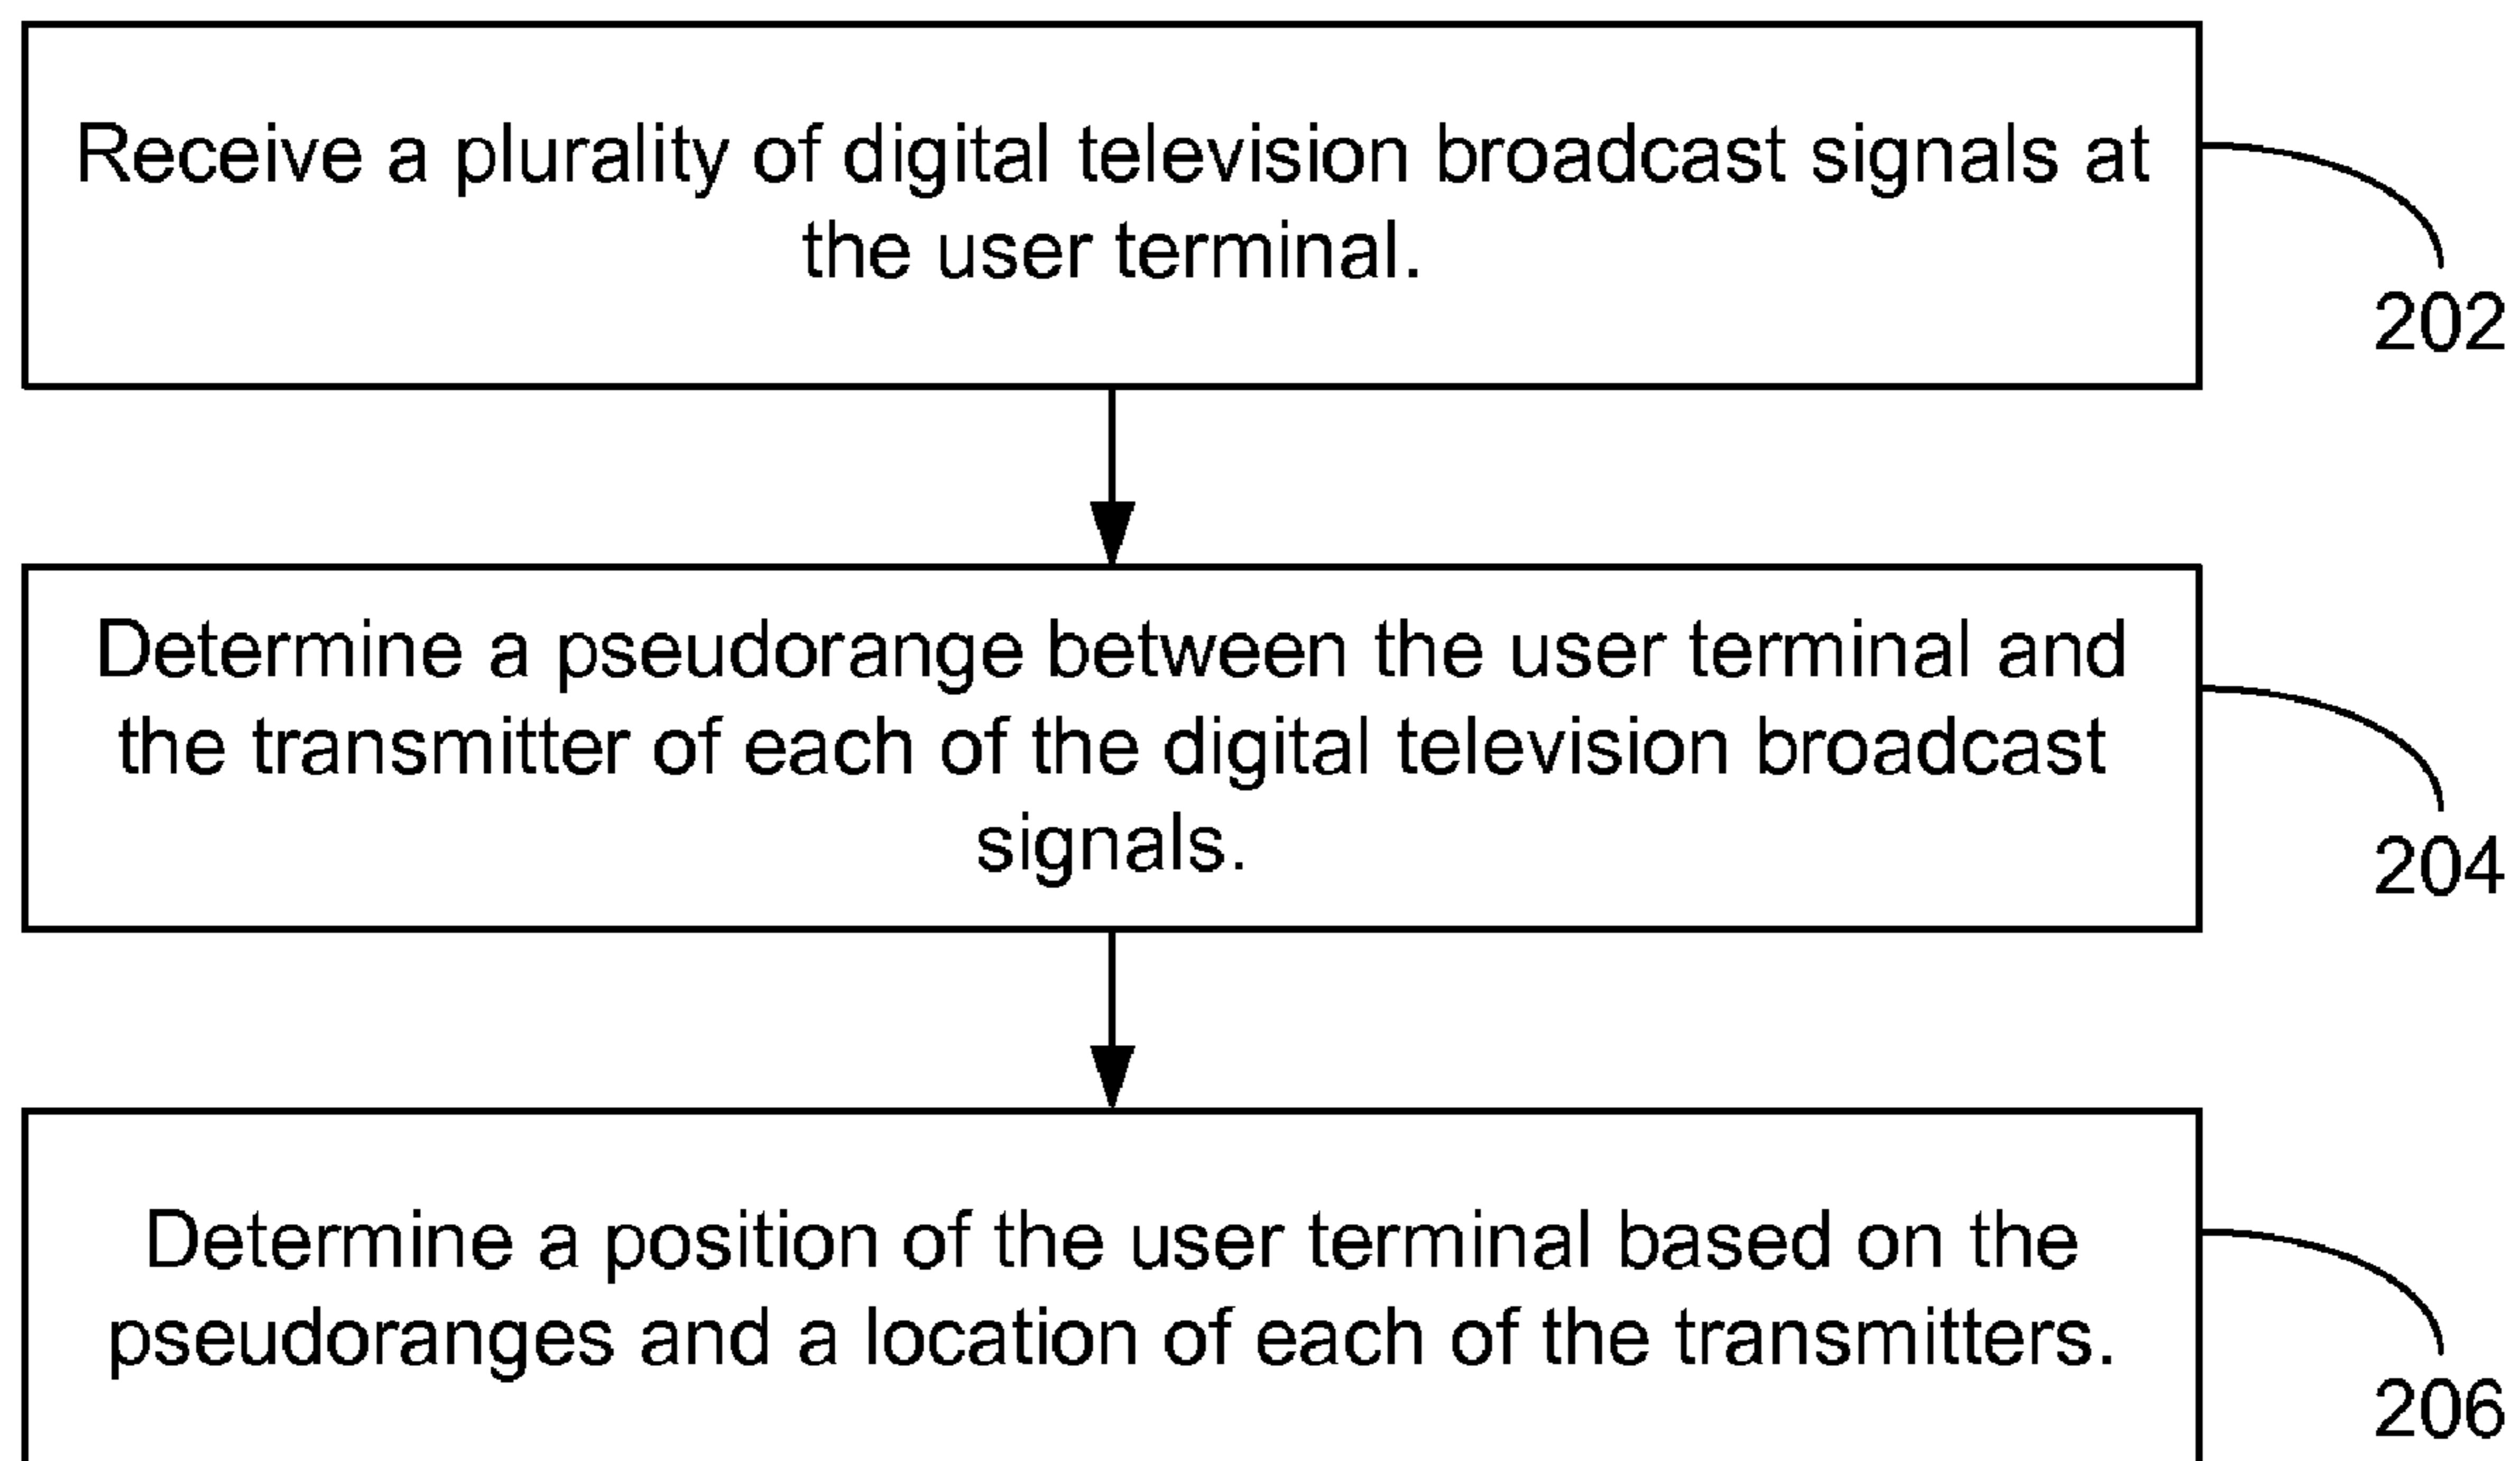 Receive a plurality of digital television broadcast signals at
the user terminal.
202
Determine a pseudorange between the user terminal and
the transmitter of each of the digital television broadcast
signals.
204
Determine a position of the user terminal based on the
pseudoranges and a location of each of the transmitters.
206